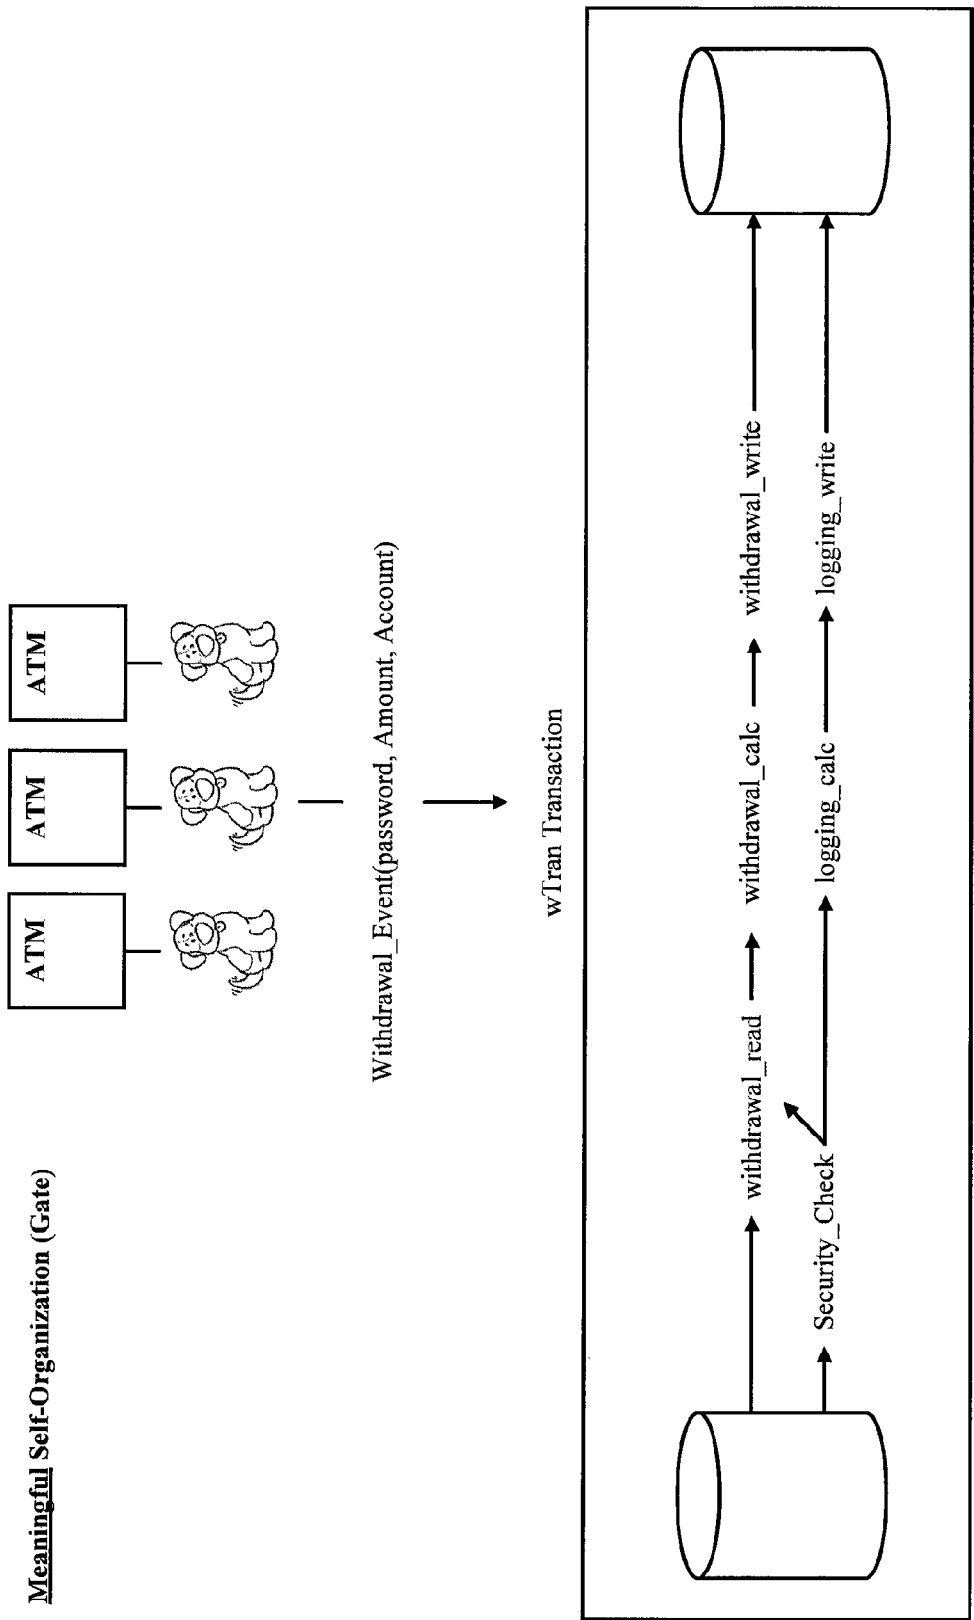 Meaningful Self-Organization (Gate)
ATM
ATM
ATM
Withdrawal_Event(password, Amount, Account)
wTran Transaction
withdrawal_read
withdrawal_calc
withdrawal_write
Security_Check
logging_calc
logging_write